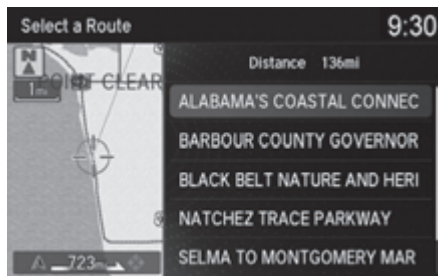 Select a Route
9:30
N
POINT CLEAR
1mi
Distance 136mi
ALABAMA'S COASTAL CONNEC
BARBOUR COUNTY GOVERNOR
BLACK BELT NATURE AND HERI
NATCHEZ TRACE PARKWAY
SELMA TO MONTGOMERY MAR
723